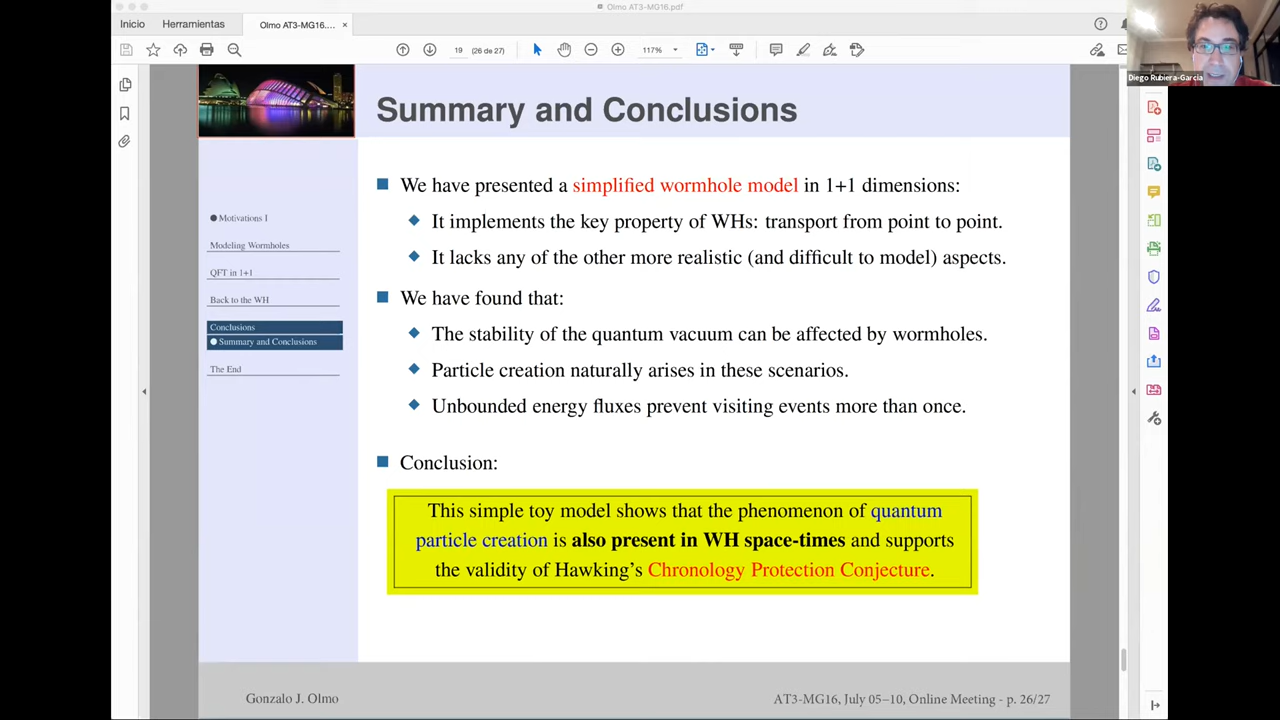 Olmo AT3-MG16.pdf
Inicio
Herramientas
Olmo AT3-MG16.... ×
19 (26 de 27)
117%
Diego Rubiera-Garcia
Summary and Conclusions
We have presented a simplified wormhole model in 1+1 dimensions:
It implements the key property of WHs: transport from point to point.
It lacks any of the other more realistic (and difficult to model) aspects.
We have found that:
The stability of the quantum vacuum can be affected by wormholes.
Particle creation naturally arises in these scenarios.
Unbounded energy fluxes prevent visiting events more than once.
Conclusion:
This simple toy model shows that the phenomenon of quantum
particle creation is also present in WH space-times and supports
the validity of Hawking's Chronology Protection Conjecture.
Motivations I
Modeling Wormholes
QFT in 1+1
Back to the WH
Conclusions
Summary and Conclusions
The End
Gonzalo J. Olmo
AT3-MG16, July 05–10, Online Meeting - p. 26/27